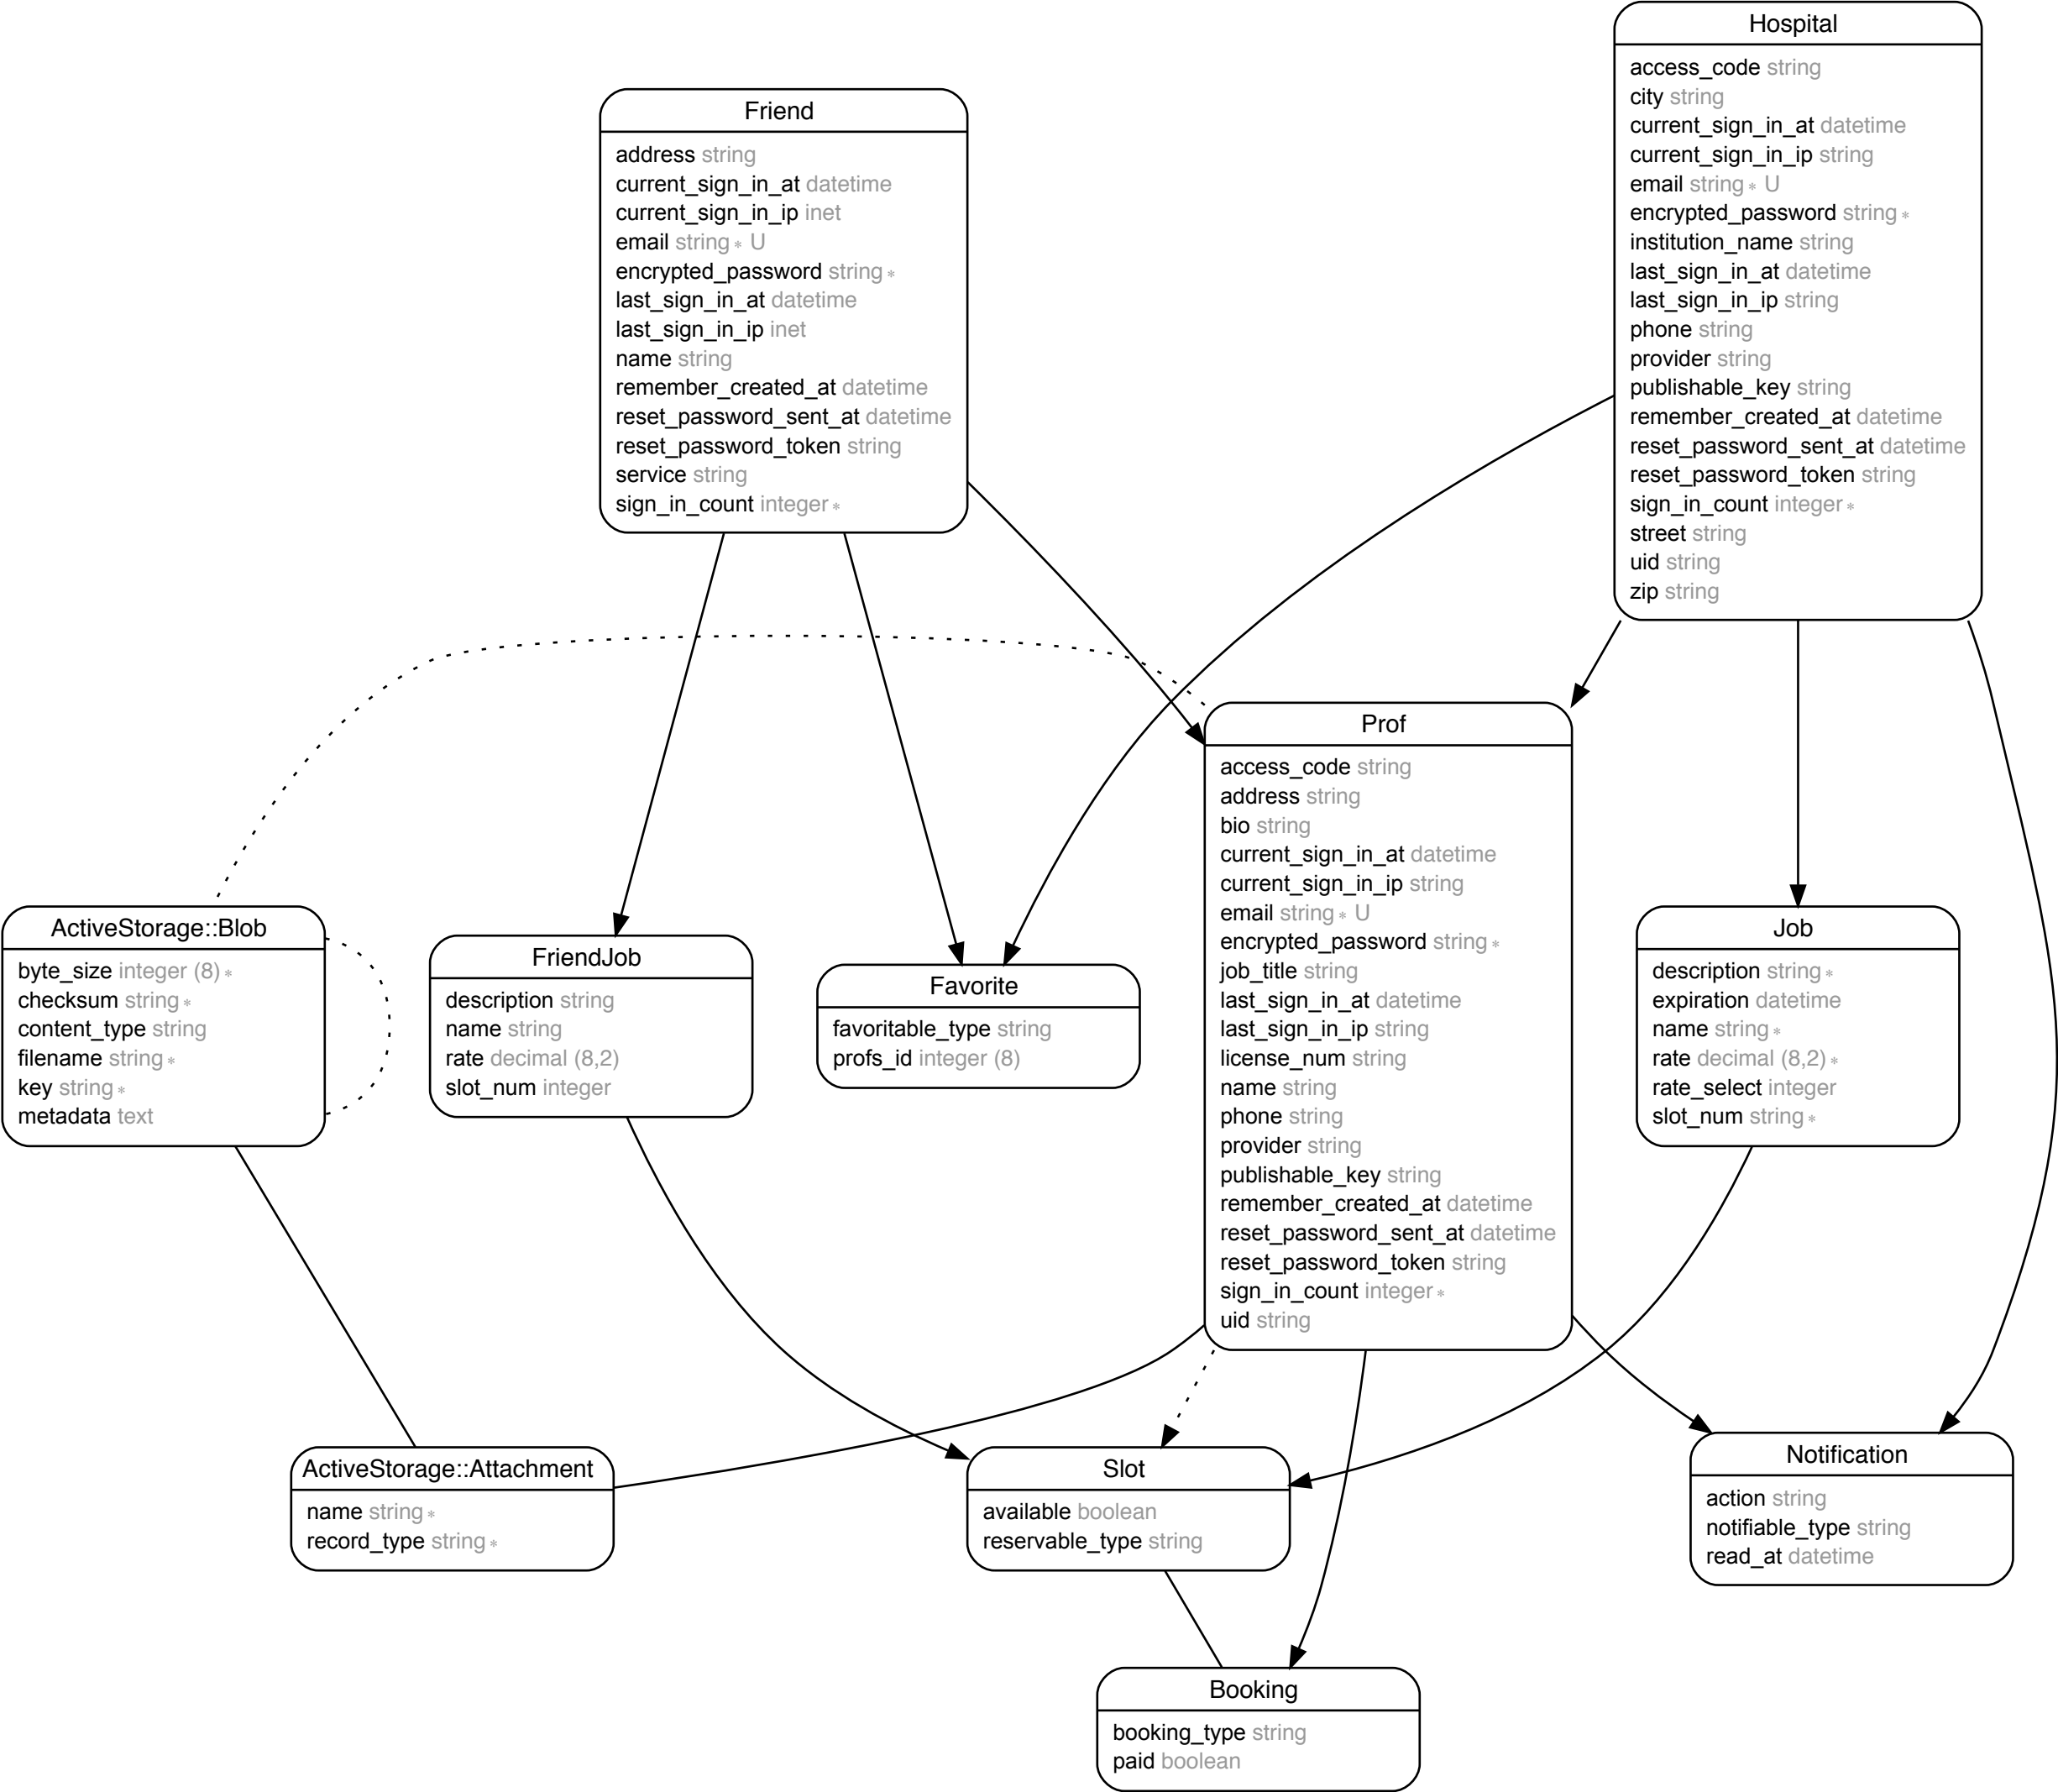 Hospital
access_code string
city string
current_sign_in_at datetime
current_sign_in_ip string
email string* U
encrypted_password string*
institution_name string
last_sign_in_at datetime
last_sign_in_ip string
phone string
provider string
publishable_key string
remember_created_at datetime
reset_password_sent_at datetime
reset_password_token string
sign_in_count integer*
street string
uid string
zip string
Friend
address string
current_sign_in_at datetime
current_sign_in_ip inet
email string* U
encrypted_password string*
last_sign_in_at datetime
last_sign_in_ip inet
name string
remember_created_at datetime
reset_password_sent_at datetime
reset_password_token string
service string
sign_in_count integer*
Prof
access_code string
address string
bio string
current_sign_in_at datetime
current_sign_in_ip string
email string* U
encrypted_password string*
job_title string
last_sign_in_at datetime
last_sign_in_ip string
license_num string
name string
phone string
provider string
publishable_key string
remember_created_at datetime
reset_password_sent_at datetime
reset_password_token string
sign_in_count integer*
uid string
ActiveStorage::Blob
byte_size integer (8)*
checksum string*
content_type string
filename string*
key string*
metadata text
FriendJob
description string
name string
rate decimal (8,2)
slot_num integer
Favorite
favoritable_type string
profs_id integer (8)
Job
description string*
expiration datetime
name string*
rate decimal (8,2)*
rate_select integer
slot_num string*
ActiveStorage::Attachment
name string*
record_type string*
Slot
available boolean
reservable_type string
Notification
action string
notifiable_type string
read_at datetime
Booking
booking_type string
paid boolean